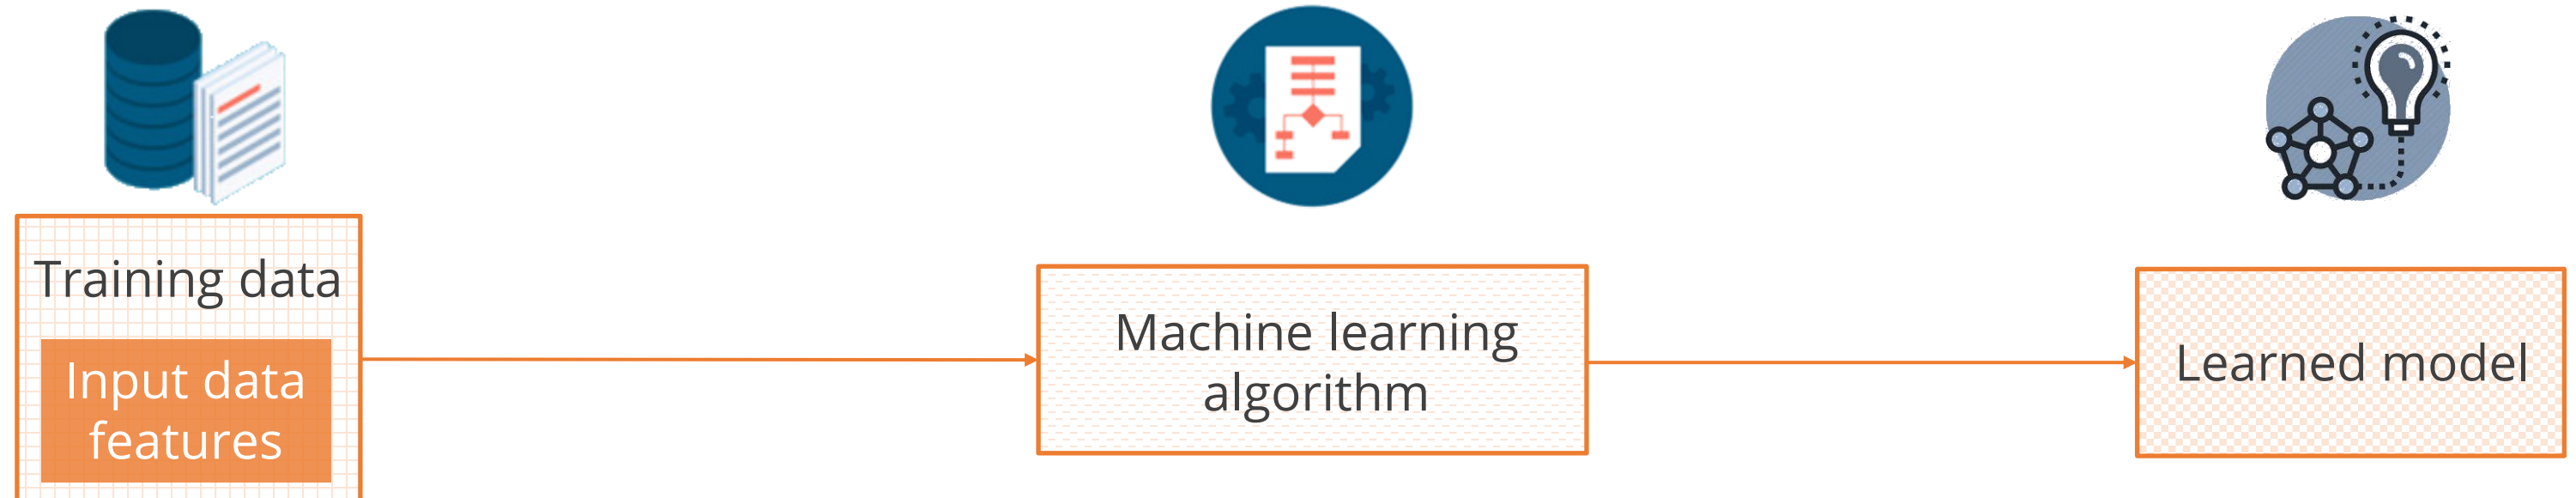 Training data
Input data
features
Machine learning
algorithm
Learned model